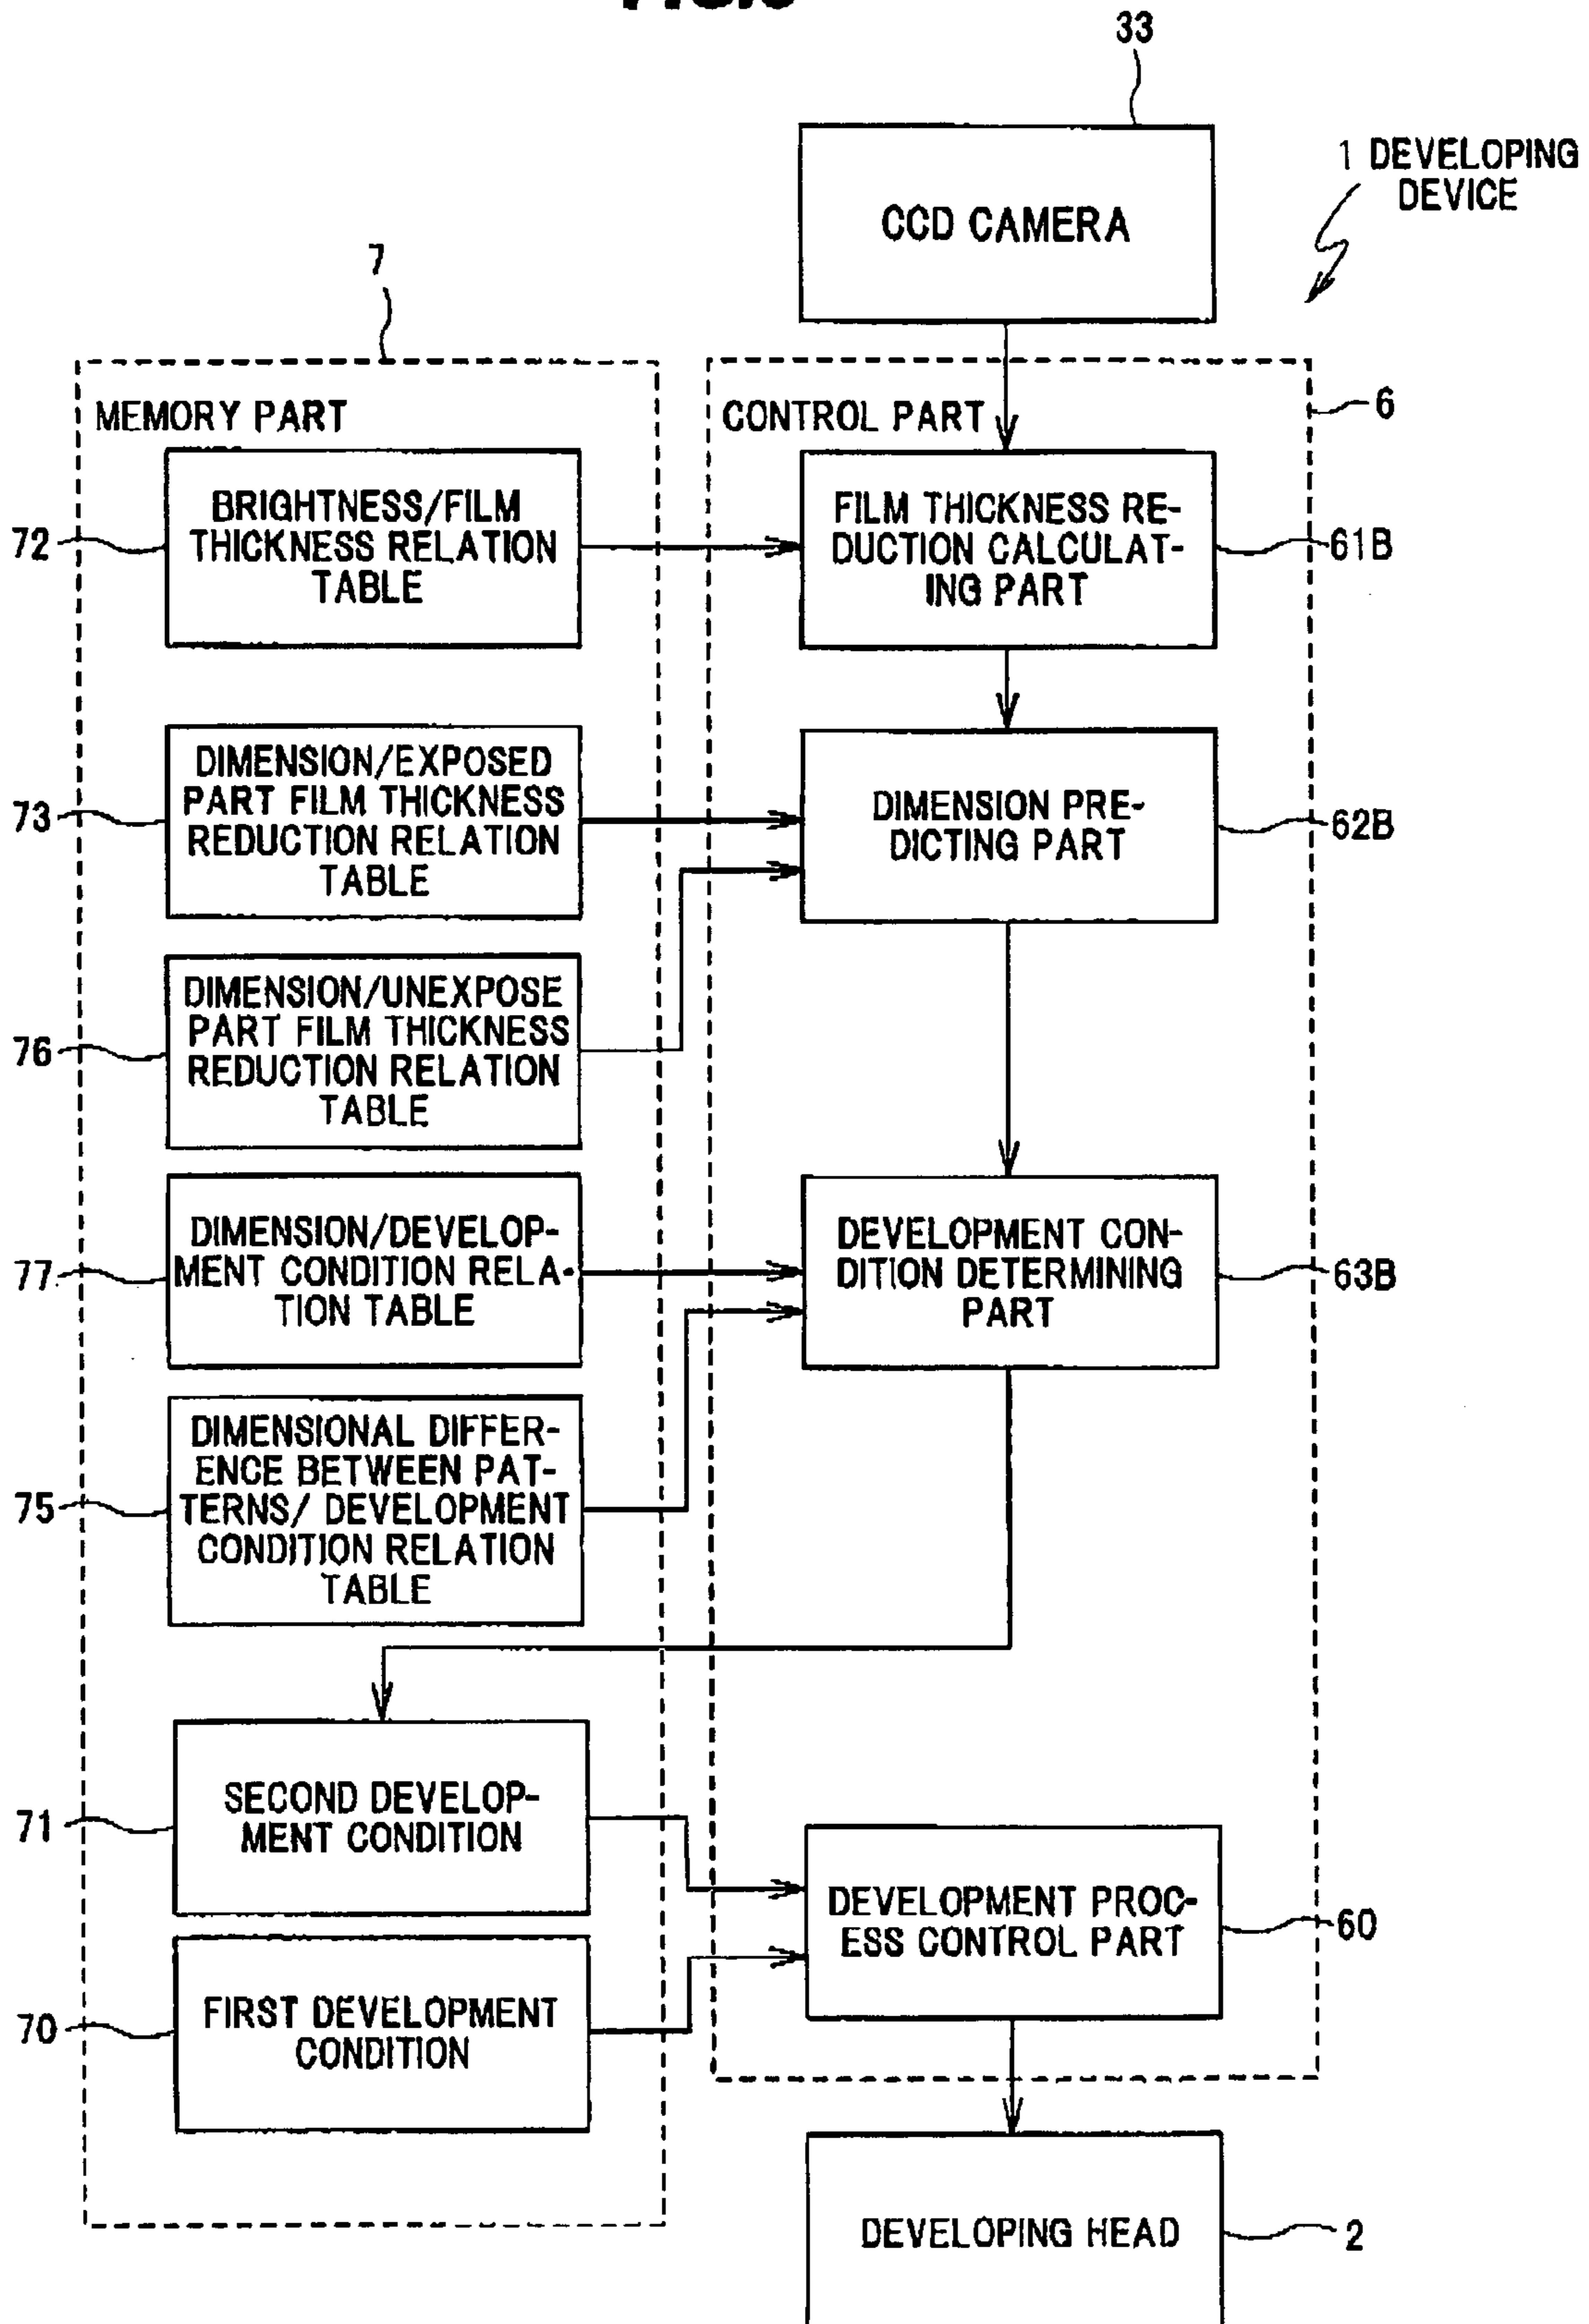 33
1 DEVELOPING
DEVICE
CCD CAMERA
7
6
MEMORY PART
CONTROL PART
72
BRIGHTNESS/FILM
THICKNESS RELATION
TABLE
FILM THICKNESS RE-
DUCTION CALCULAT-
ING PART
61B
73
DIMENSION/EXPOSED
PART FILM THICKNESS
REDUCTION RELATION
TABLE
DIMENSION PRE-
DICTING PART
62B
76
DIMENSION/UNEXPOSE
PART FILM THICKNESS
REDUCTION RELATION
TABLE
77
DIMENSION/DEVELOP-
MENT CONDITION RELA-
TION TABLE
DEVELOPMENT CON-
DITION DETERMINING
PART
63B
75
DIMENSIONAL DIFFER-
ENCE BETWEEN PAT-
TERNS/ DEVELOPMENT
CONDITION RELATION
TABLE
71
SECOND DEVELOP-
MENT CONDITION
DEVELOPMENT PROC-
ESS CONTROL PART
60
70
FIRST DEVELOPMENT
CONDITION
DEVELOPING HEAD
2